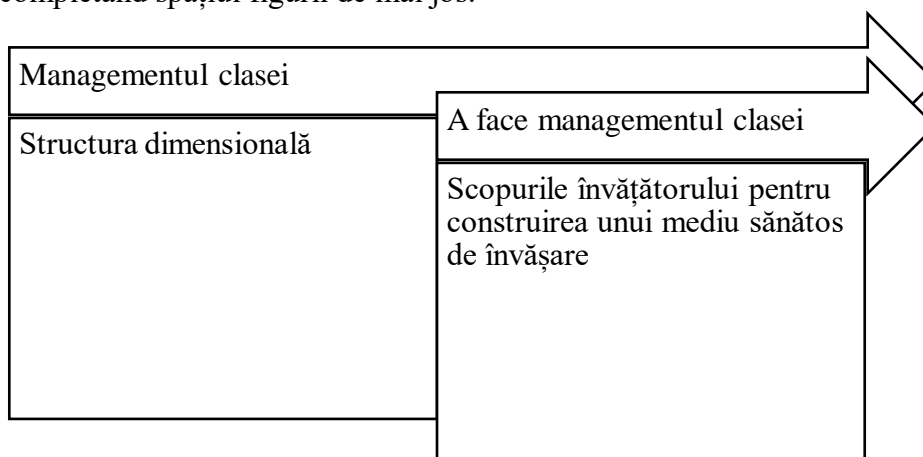 completând spațiul figurii de mai jos.
Managementul clasei
Structura dimensională
A face managementul clasei
Scopurile învățătorului pentru
construirea unui mediu sănătos
de învășare